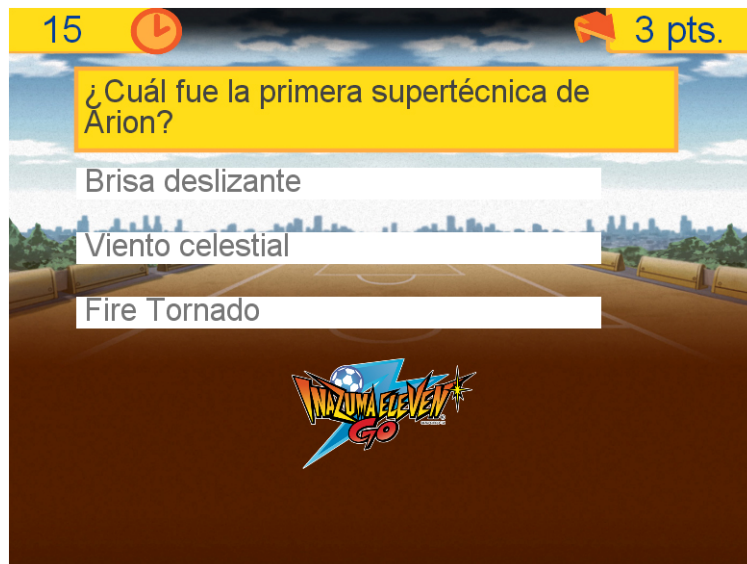 15
3 pts.
¿Cuál fue la primera supertécnica de
Arion?
Brisa deslizante
Viento celestial
Fire Tornado
INAZUMA ELEVEN
GO